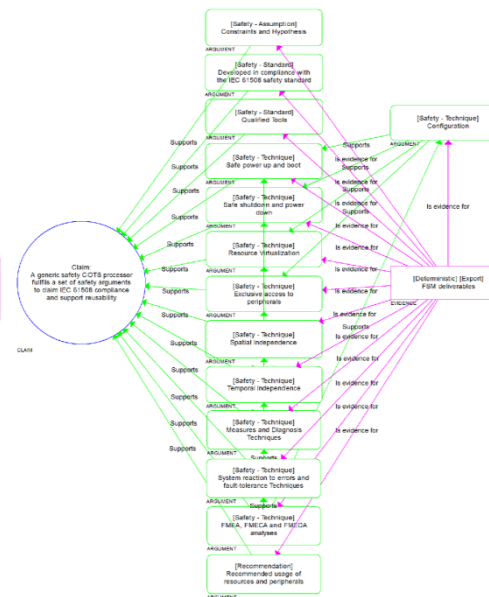 [Safety - Assumption]
Constraints and Hypothesis
ARGUMENT
[Safety - Standard]
Developed in compliance with
the IEC 61508 safety standard
ARGUMENT
[Safety - Standard]
Qualified Tools
ARGUMENT
[Safety - Technique]
Configuration
ARGUMENT
Supports
Supports
[Safety - Technique]
Safe power up and boot
ARGUMENT
Is evidence for
Supports
Supports
[Safety - Technique]
Safe shutdown and power
down
ARGUMENT
Is evidence for
Supports
Is evidence for
Supports
Supports
[Safety - Technique]
Resource Virtualization
ARGUMENT
Is evidence for
Is evidence for
Claim:
A generic safety COTS processor
fulfills a set of safety arguments
to claim IEC 61508 compliance
and support reusability
CLAIM
Supports
[Safety - Technique]
Exclusive access to
peripherals
ARGUMENT
Is evidence for
[Deterministic] [Export]
FSM deliverables
EVIDENCE
Is evidence for
Supports
Supports
[Safety - Technique]
Spatial Independence
ARGUMENT
Is evidence for
Supports
[Safety - Technique]
Temporal Independence
ARGUMENT
Is evidence for
Supports
[Safety - Technique]
Measures and Diagnosis
Techniques
ARGUMENT
Is evidence for
Supports
Supports
[Safety - Technique]
System reaction to errors and
fault-tolerance Techniques
ARGUMENT
Is evidence for
Supports
Supports
[Safety - Technique]
FMEA, FMECA and FMEDA
analyses
ARGUMENT
Is evidence for
[Recommendation]
Recommended usage of
resources and peripherals
ARGUMENT